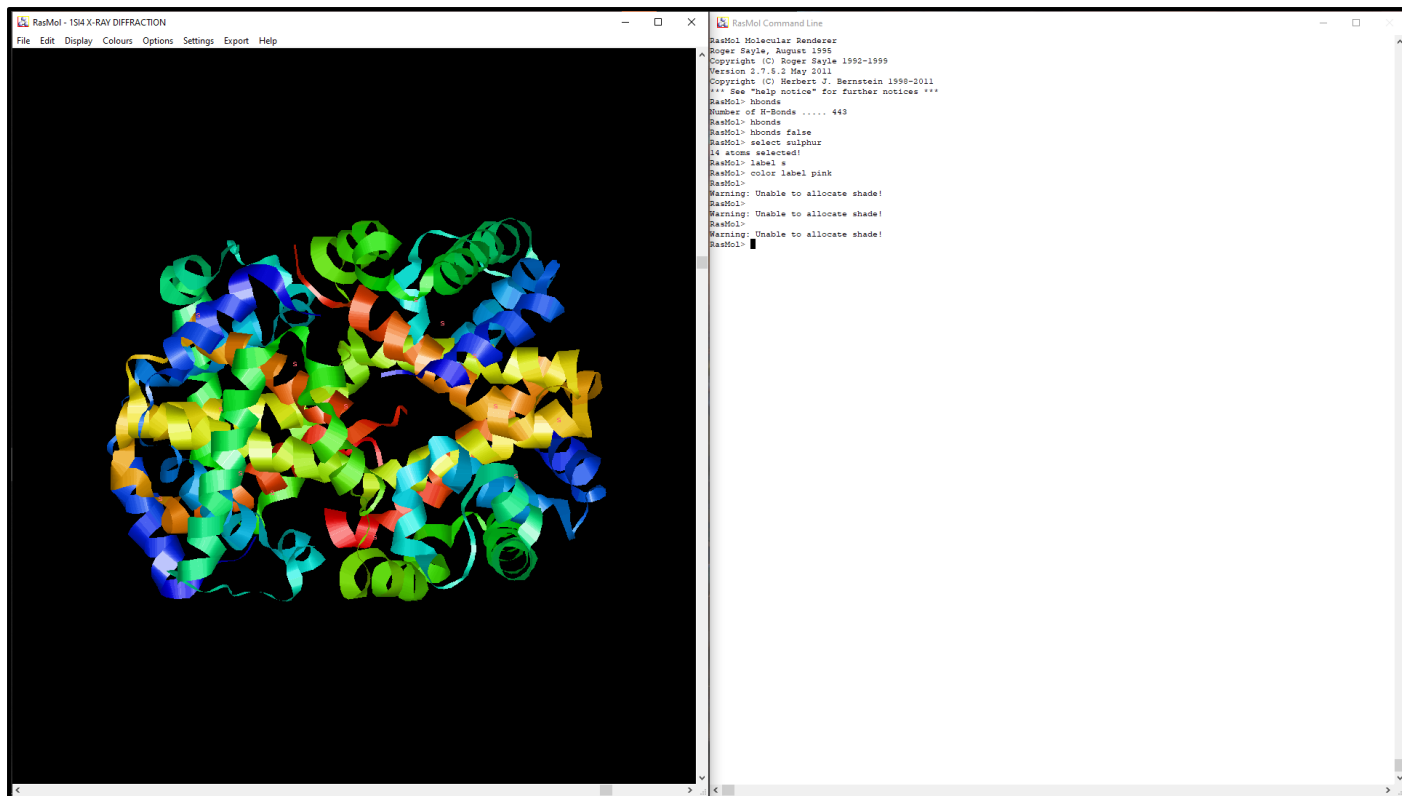 RasMol - 1SI4 X-RAY DIFFRACTION
File Edit Display Colours Options Settings Export Help
S
S
S
S
S
S
S
S
RasMol Command Line
RasMol Molecular Renderer
Roger Sayle, August 1995
Copyright (C) Roger Sayle 1992-1999
Version 2.7.5.2 May 2011
Copyright (C) Herbert J. Bernstein 1998-2011
*** See "help notice" for further notices ***
RasMol> hbonds
Number of H-Bonds ..... 443
RasMol> hbonds
RasMol> hbonds false
RasMol> select sulphur
14 atoms selected!
RasMol> label s
RasMol> color label pink
RasMol>
Warning: Unable to allocate shade!
RasMol>
Warning: Unable to allocate shade!
RasMol>
Warning: Unable to allocate shade!
RasMol>